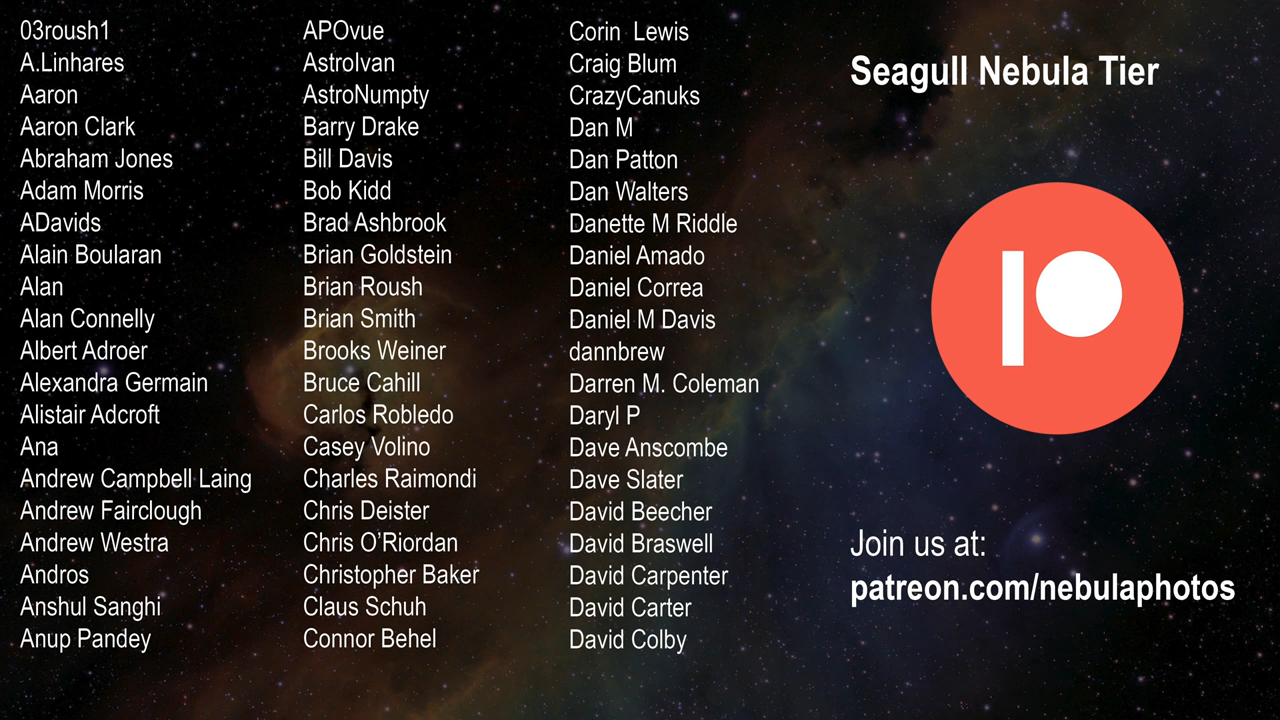 03roush1
A.Linhares
Aaron
Aaron Clark
Abraham Jones
Adam Morris
ADavids
Alain Boularan
Alan
Alan Connelly
Albert Adroer
Alexandra Germain
Alistair Adcroft
Ana
Andrew Campbell Laing
Andrew Fairclough
Andrew Westra
Andros
Anshul Sanghi
Anup Pandey
APOvue
AstroIvan
AstroNumpty
Barry Drake
Bill Davis
Bob Kidd
Brad Ashbrook
Brian Goldstein
Brian Roush
Brian Smith
Brooks Weiner
Bruce Cahill
Carlos Robledo
Casey Volino
Charles Raimondi
Chris Deister
Chris O’Riordan
Christopher Baker
Claus Schuh
Connor Behel
Corin  Lewis
Craig Blum
CrazyCanuks
Dan M
Dan Patton
Dan Walters
Danette M Riddle
Daniel Amado
Daniel Correa
Daniel M Davis
dannbrew
Darren M. Coleman
Daryl P
Dave Anscombe
Dave Slater
David Beecher
David Braswell
David Carpenter
David Carter
David Colby
Seagull Nebula Tier
Join us at:
patreon.com/nebulaphotos